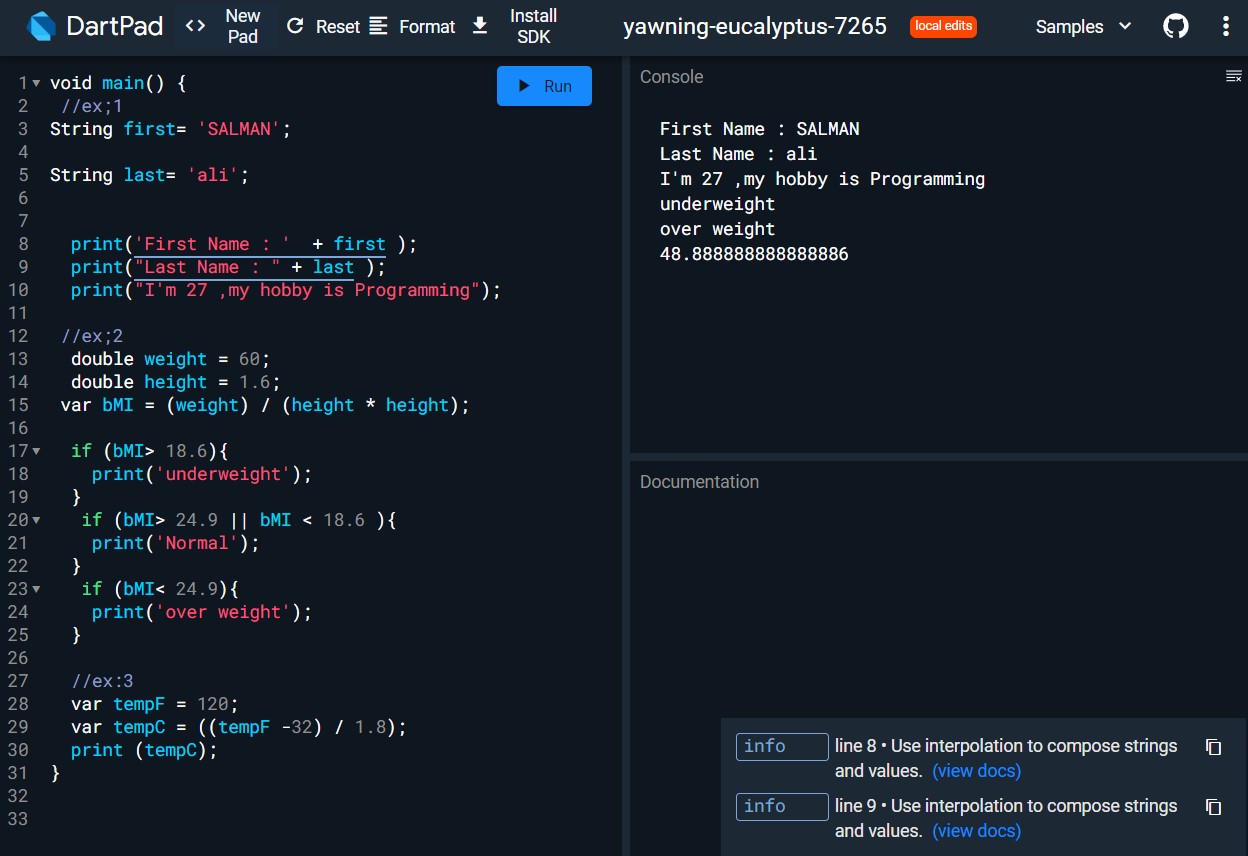 DartPad
<> New Pad
Reset
Format
Install SDK
yawning-eucalyptus-7265
local edits
Samples
1 void main() {
2 //ex;1
3 String first= 'SALMAN';
4
5 String last= 'ali';
6
7
8 print('First Name : '  + first );
9 print("Last Name : " + last );
10 print("I'm 27 ,my hobby is Programming");
11
12 //ex;2
13 double weight = 60;
14 double height = 1.6;
15 var bMI = (weight) / (height * height);
16
17 if (bMI> 18.6){
18 print('underweight');
19 }
20 if (bMI> 24.9 || bMI < 18.6 ){
21 print('Normal');
22 }
23 if (bMI< 24.9){
24 print('over weight');
25 }
26
27 //ex:3
28 var tempF = 120;
29 var tempC = ((tempF -32) / 1.8);
30 print (tempC);
31 }
32
33
Run
Console
First Name : SALMAN
Last Name : ali
I'm 27 ,my hobby is Programming
underweight
over weight
48.888888888888886
Documentation
info line 8 • Use interpolation to compose strings
and values. (view docs)
info line 9 • Use interpolation to compose strings
and values. (view docs)